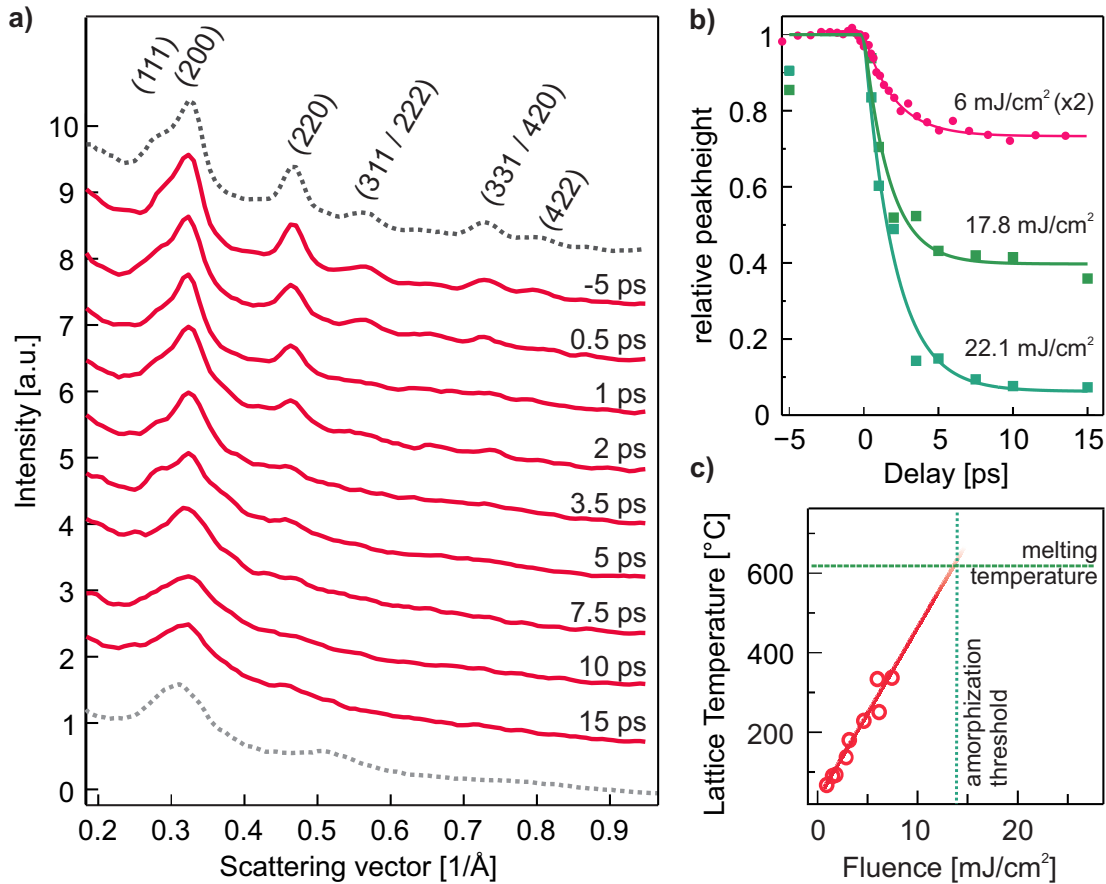 a)
(111)
(200)
(220)
(311 / 222)
(331 / 420)
(422)
10
9
8
7
6
5
4
3
2
1
0
Intensity [a.u.]
-5 ps
0.5 ps
1 ps
2 ps
3.5 ps
5 ps
7.5 ps
10 ps
15 ps
0.2 0.3 0.4 0.5 0.6 0.7 0.8 0.9
Scattering vector [1/Å]
b)
1
0.8
0.6
0.4
0.2
0
relative peakheight
6 mJ/cm² (x2)
17.8 mJ/cm²
22.1 mJ/cm²
-5 0 5 10 15
Delay [ps]
c)
600
400
200
Lattice Temperature [°C]
melting
temperature
amorphization
threshold
0 10 20
Fluence [mJ/cm²]